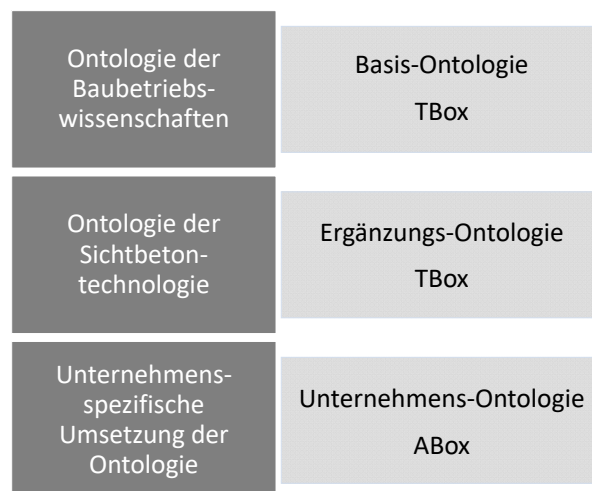 Ontologie der
Baubetriebs-
wissenschaften
Basis-Ontologie
TBox
Ontologie der
Sichtbeton-
technologie
Ergänzungs-Ontologie
TBox
Unternehmens-
spezifische
Umsetzung der
Ontologie
Unternehmens-Ontologie
ABox